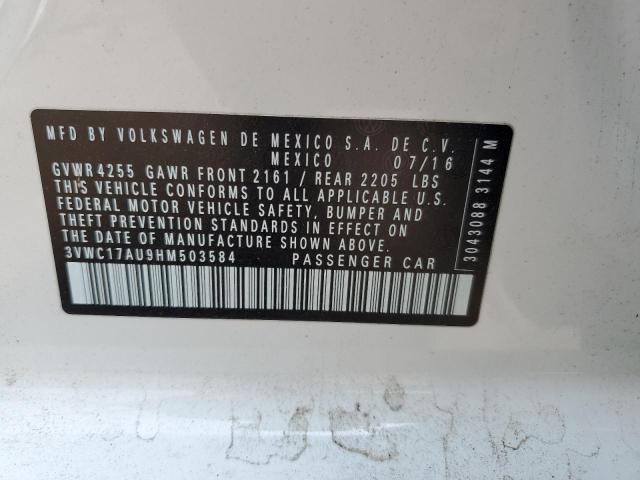 MFD BY VOLKSWAGEN DE MEXICO S.A. DE C.V.
MEXICO 07/16
GVWR 4255 GAWR FRONT 2161 / REAR 2205 LBS
THIS VEHICLE CONFORMS TO ALL APPLICABLE U.S.
FEDERAL MOTOR VEHICLE SAFETY, BUMPER AND
THEFT PREVENTION STANDARDS IN EFFECT ON
THE DATE OF MANUFACTURE SHOWN ABOVE.
3VWC17AU9HM503584 PASSENGER CAR
3043088 3144 M